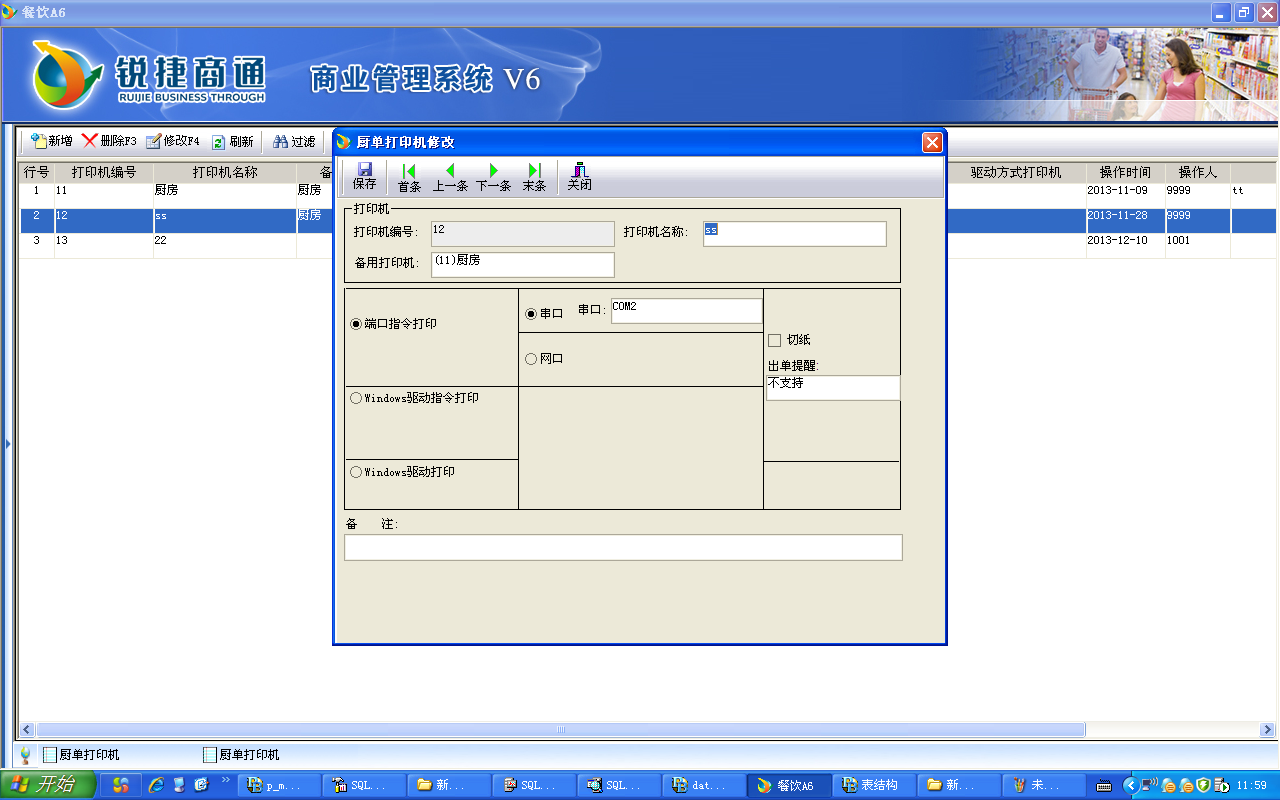 餐饮A6
锐捷商通
RUIJIE BUSINESS THROUGH
商业管理系统 V6
新增 删除F3 修改F4 刷新 过滤
行号 打印机编号 打印机名称 备 驱动方式打印机 操作时间 操作人
1 11 厨房 厨房 2013-11-09 9999 tt
2 12 ss 厨房 2013-11-28 9999
3 13 22 2013-12-10 1001
厨单打印机修改
保存 首条 上一条 下一条 末条 关闭
打印机
打印机编号: 12 打印机名称: ss
备用打印机: (11)厨房
端口指令打印 串口 串口: COM2
网口
切纸
出单提醒:
不支持
Windows驱动指令打印
Windows驱动打印
备 注:
厨单打印机 厨单打印机
开始 p_m... SQL... 新... SQL... SQL... dat... 餐饮A6 表结构 新... 未... 11:59